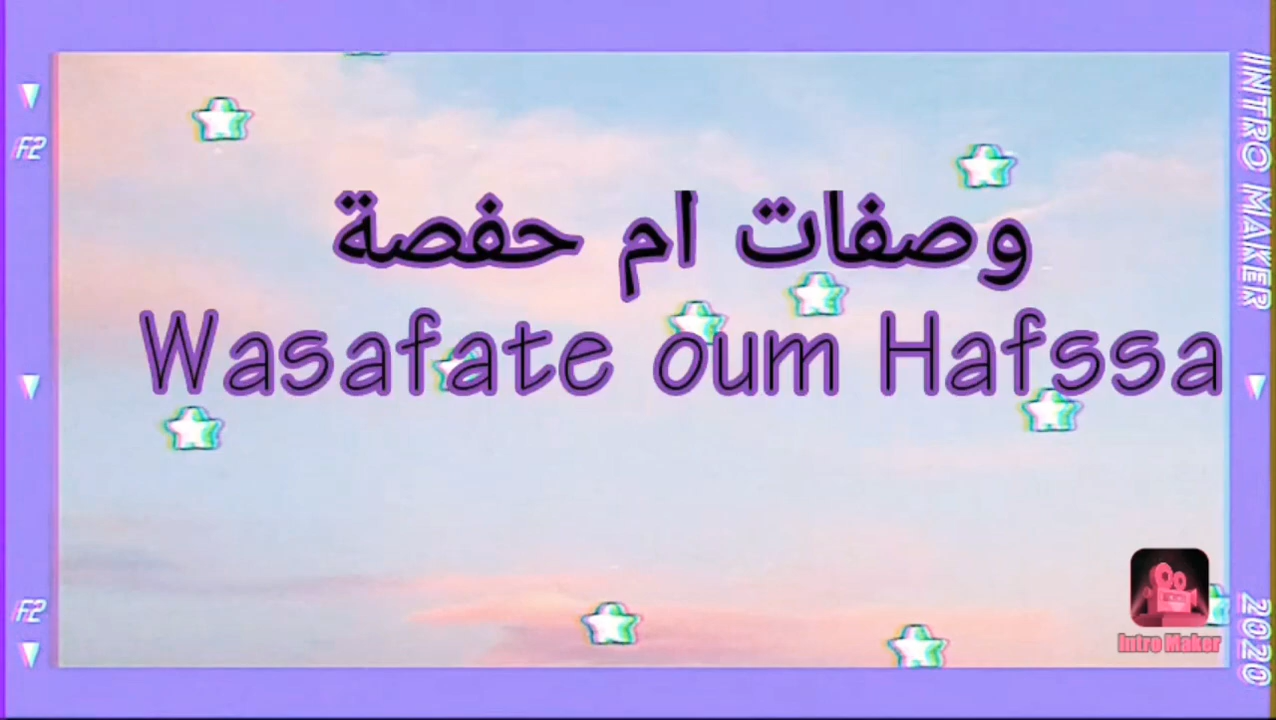 وصفات ام حفصة
Wasafate oum Hafssa
F2
F2
INTRO MAKER
2020
Intro Maker